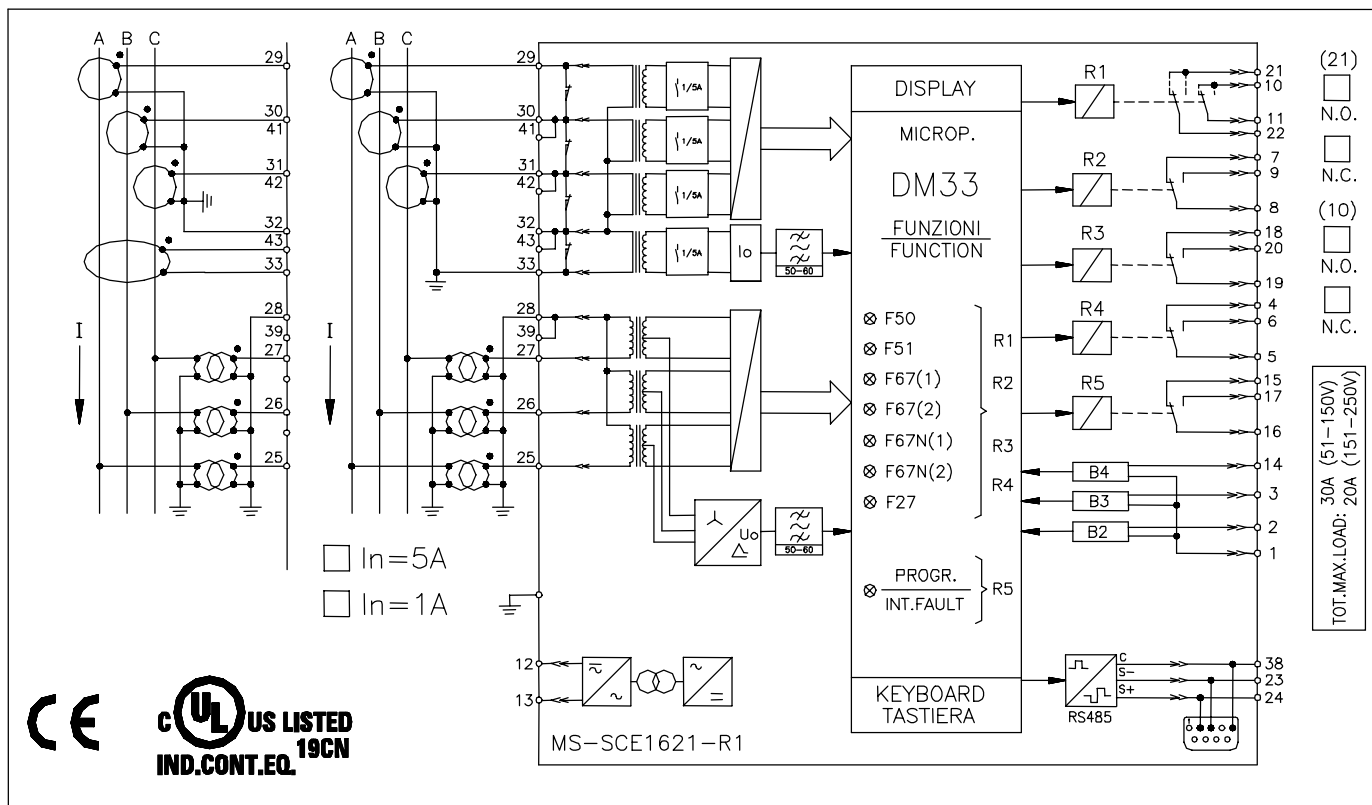 A B C
29
30
41
31
42
32
43
33
28
39
27
26
25
I
A B C
29
30
41
31
42
32
43
33
28
39
27
26
25
I
In=5A
In=1A
1/5A
1/5A
1/5A
1/5A
Io
50-60
Uo
50-60
12
13
MS-SCE1621-R1
DISPLAY
MICROP.
DM33
FUNZIONI
FUNCTION
F50
F51
F67(1)
F67(2)
F67N(1)
F67N(2)
F27
R1
R2
R3
R4
PROGR.
INT.FAULT
R5
KEYBOARD
TASTIERA
R1
R2
R3
R4
R5
B4
B3
B2
RS485
C
S-
S+
21
10
11
22
7
9
8
18
20
19
4
6
5
15
17
16
14
3
2
1
38
23
24
1
(21)
N.O.
N.C.
(10)
N.O.
N.C.
TOT.MAX.LOAD: 30A (51-150V)
20A (151-250V)
CE
C UL US LISTED
19CN
IND.CONT.EQ.